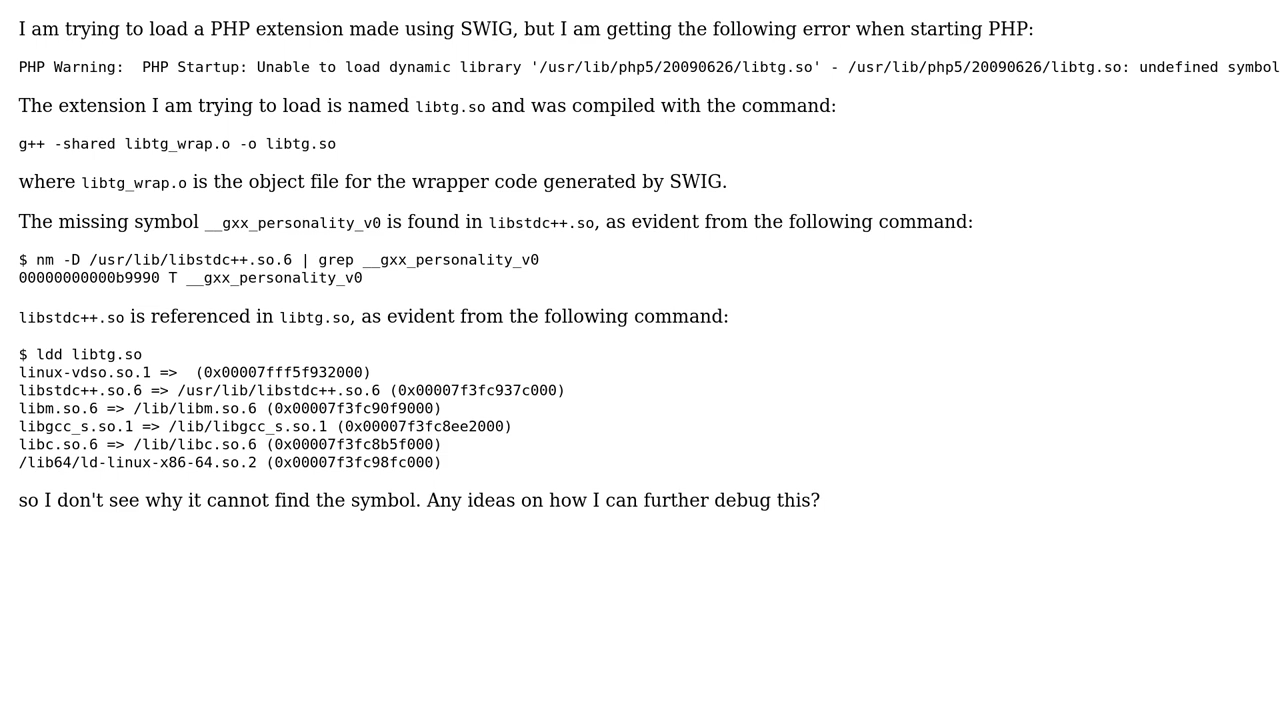 I am trying to load a PHP extension made using SWIG, but I am getting the following error when starting PHP:
PHP Warning:  PHP Startup: Unable to load dynamic library '/usr/lib/php5/20090626/libtg.so' - /usr/lib/php5/20090626/libtg.so: undefined symbol
The extension I am trying to load is named libtg.so and was compiled with the command:
g++ -shared libtg_wrap.o -o libtg.so
where libtg_wrap.o is the object file for the wrapper code generated by SWIG.
The missing symbol __gxx_personality_v0 is found in libstdc++.so, as evident from the following command:
$ nm -D /usr/lib/libstdc++.so.6 | grep __gxx_personality_v0
00000000000b9990 T __gxx_personality_v0
libstdc++.so is referenced in libtg.so, as evident from the following command:
$ ldd libtg.so
linux-vdso.so.1 =>  (0x00007fff5f932000)
libstdc++.so.6 => /usr/lib/libstdc++.so.6 (0x00007f3fc937c000)
libm.so.6 => /lib/libm.so.6 (0x00007f3fc90f9000)
libgcc_s.so.1 => /lib/libgcc_s.so.1 (0x00007f3fc8ee2000)
libc.so.6 => /lib/libc.so.6 (0x00007f3fc8b5f000)
/lib64/ld-linux-x86-64.so.2 (0x00007f3fc98fc000)
so I don't see why it cannot find the symbol. Any ideas on how I can further debug this?